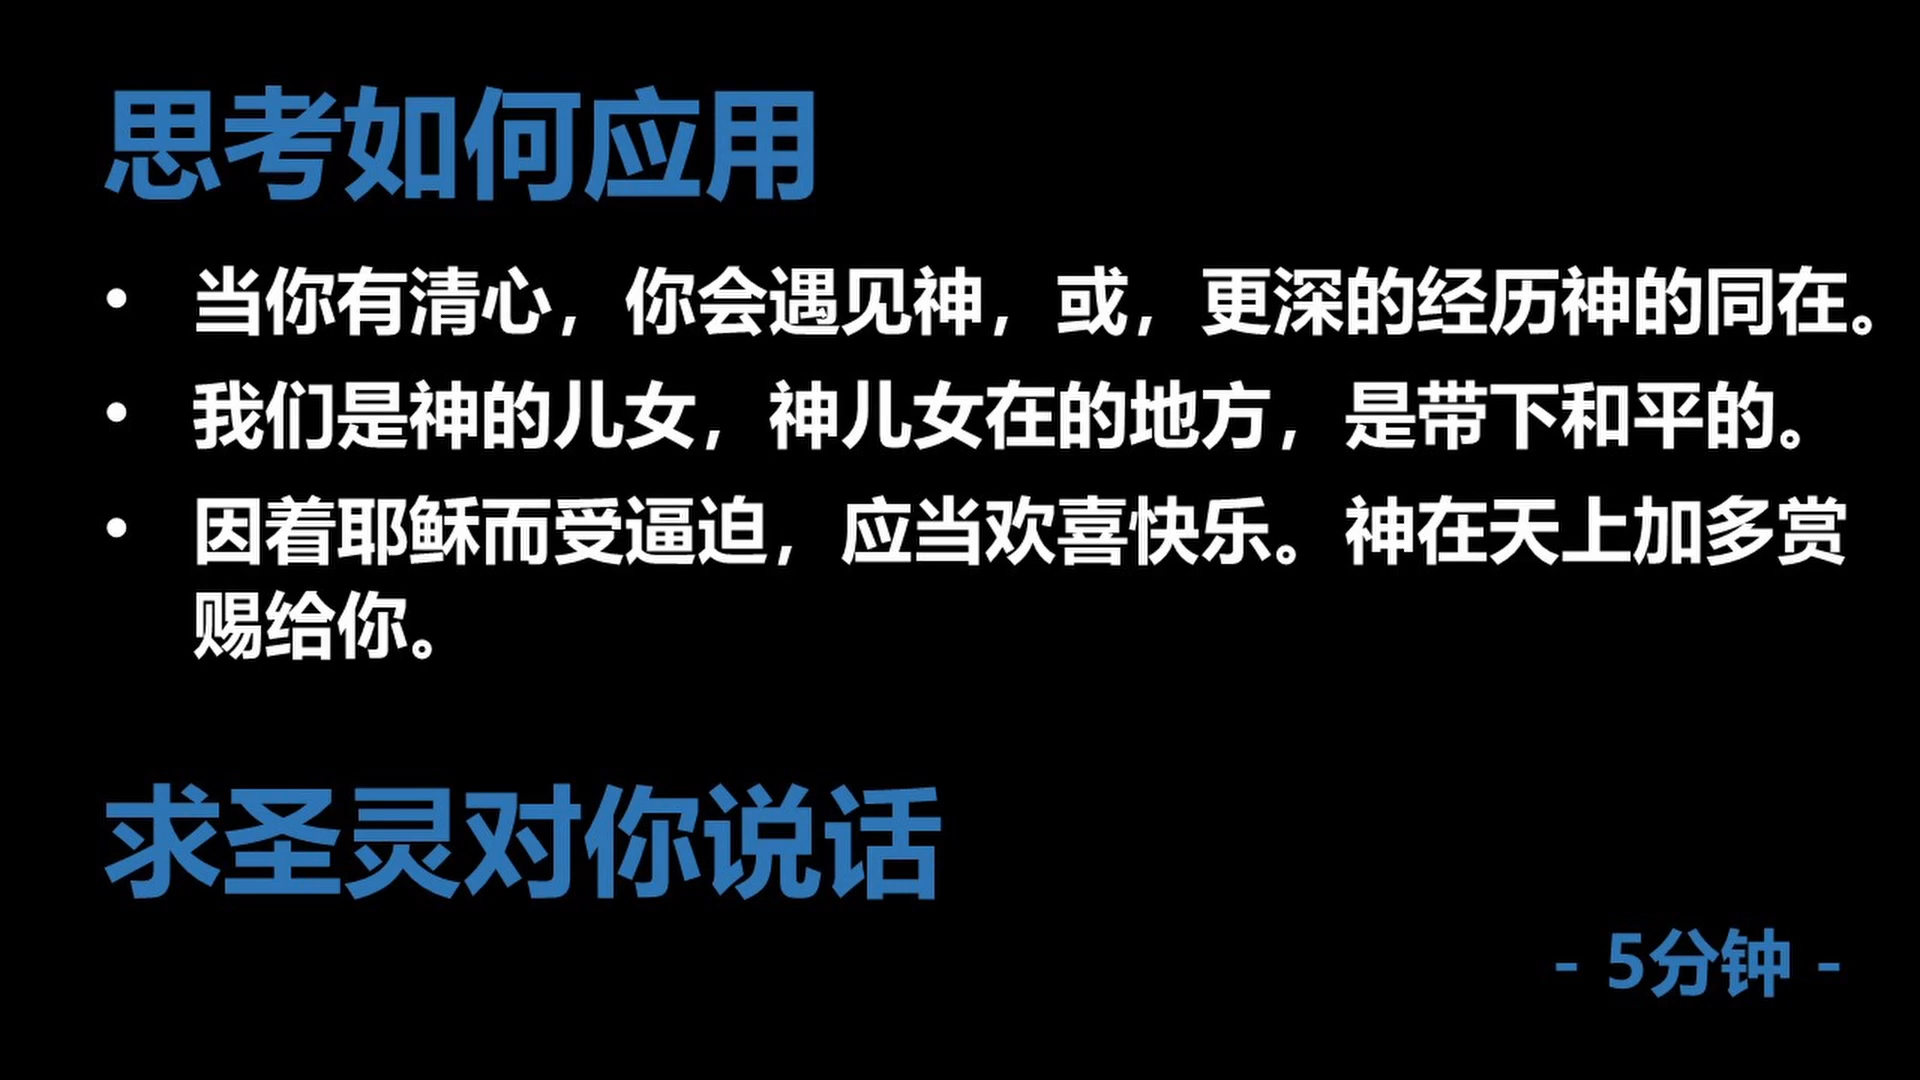 思考如何应用
• 当你有清心，你会遇见神，或，更深的经历神的同在。
• 我们是神的儿女，神儿女在的地方，是带下和平的。
• 因着耶稣而受逼迫，应当欢喜快乐。神在天上加多赏
赐给你。
求圣灵对你说话
- 5分钟 -